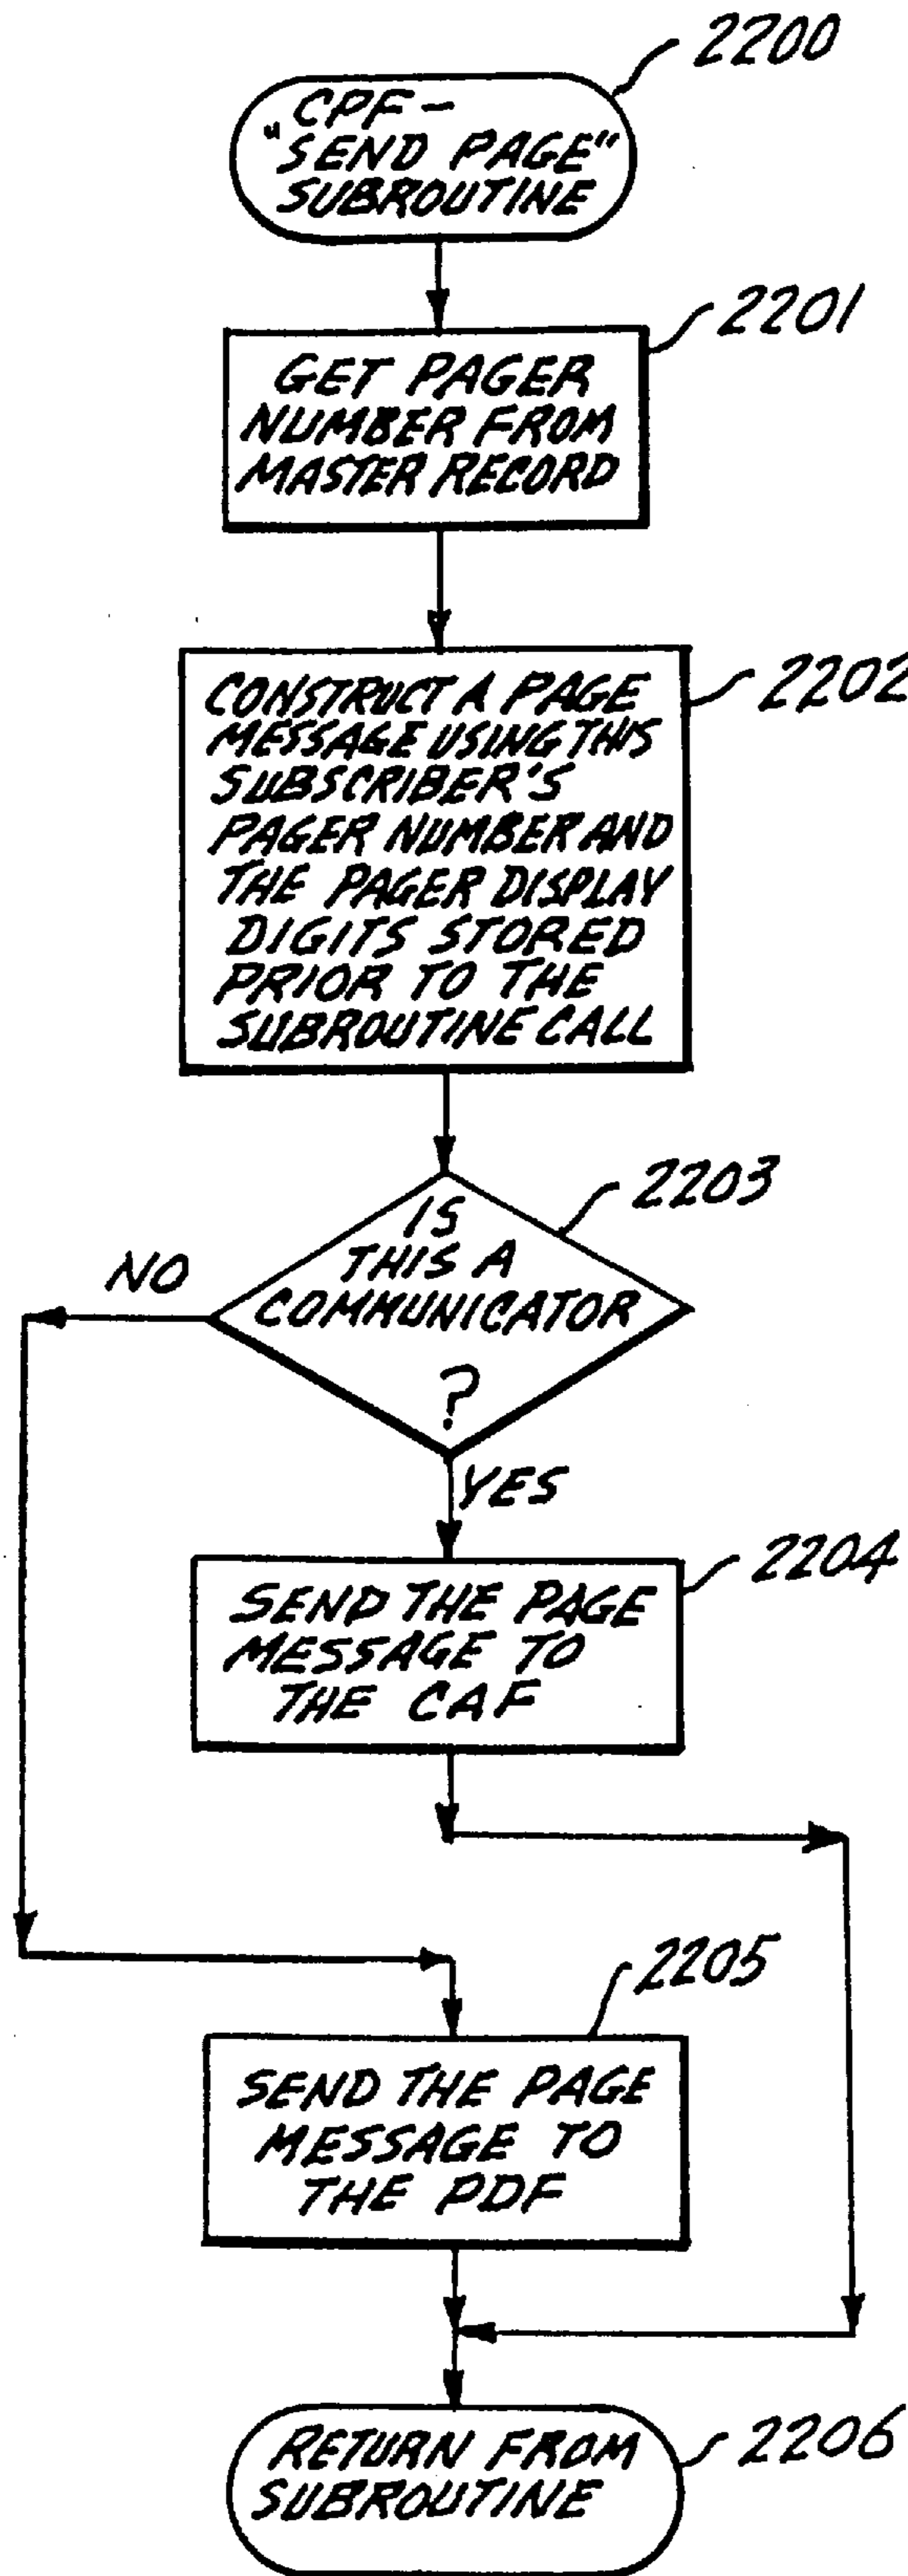 2200
"CPF-
SEND PAGE"
SUBROUTINE
2201
GET PAGER
NUMBER FROM
MASTER RECORD
2202
CONSTRUCT A PAGE
MESSAGE USING THIS
SUBSCRIBER'S
PAGER NUMBER AND
THE PAGER DISPLAY
DIGITS STORED
PRIOR TO THE
SUBROUTINE CALL
2203
IS
THIS A
COMMUNICATOR
?
NO
YES
2204
SEND THE PAGE
MESSAGE TO
THE CAF
2205
SEND THE PAGE
MESSAGE TO
THE PDF
2206
RETURN FROM
SUBROUTINE